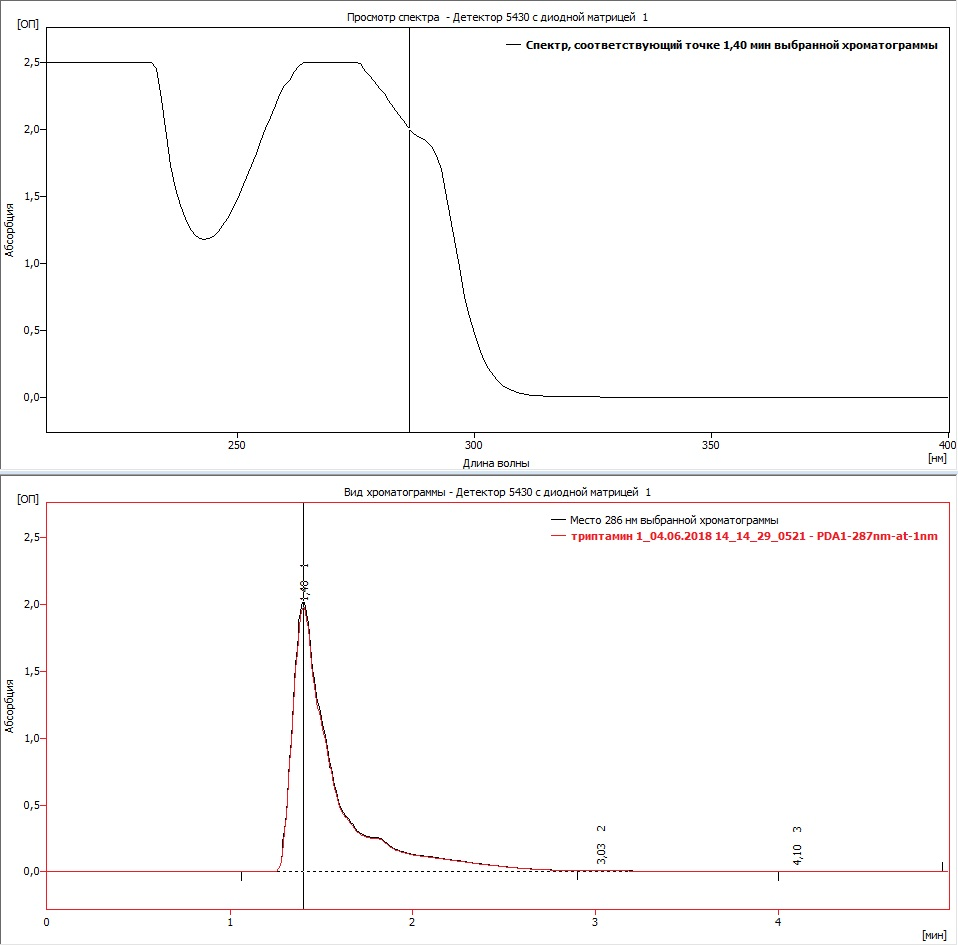 Просмотр спектра - Детектор 5430 с диодной матрицей 1
[ОП]
Спектр, соответствующий точке 1,40 мин выбранной хроматограммы
2,5
2,0
1,5
1,0
0,5
0,0
Абсорбция
250 300 350 400
[нм]
Длина волны
Вид хроматограммы - Детектор 5430 с диодной матрицей 1
[ОП]
Место 286 нм выбранной хроматограммы
триптамин 1_04.06.2018 14_14_29_0521 - PDA1-287nm-at-1nm
2,5
2,0
1,5
1,0
0,5
0,0
Абсорбция
1,40 1
3,03 2
4,10 3
0 1 2 3 4
[мин]